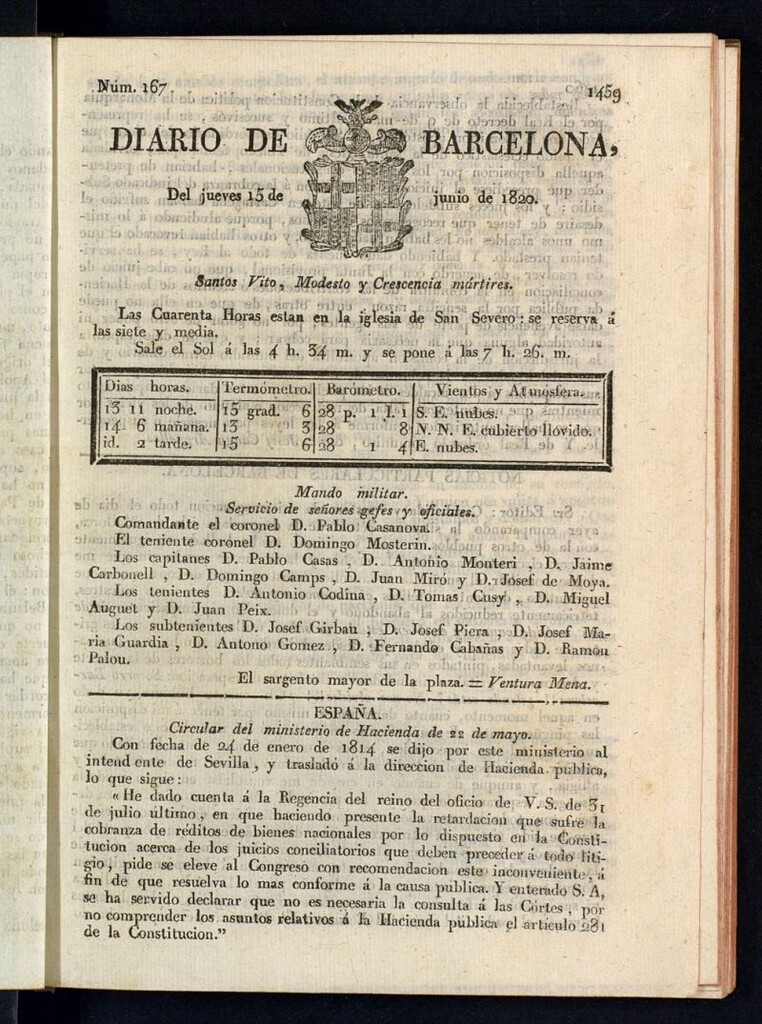 Núm. 167.
1459
DIARIO DE BARCELONA,
Del jueves 15 de junio de 1820.
Santos Vito, Modesto y Crescencia mártires.
Las Cuarenta Horas estan en la iglesia de San Severo: se reserva á
las siete y media.
Sale el Sol á las 4 h. 34 m. y se pone á las 7 h. 26. m.
Dias horas. Termómetro. Barómetro. Vientos y Atmósfera.
13 11 noche. 15 grad. 6 28 p. 1 l. 1 S. E. nubes.
14 6 mañana. 13 3 28 8 N. N. E. cubierto llovido.
id. 2 tarde. 15 6 28 1 4 E. nubes.
Mando militar.
Servicio de señores gefes y oficiales.
Comandante el coronel D. Pablo Casanova.
El teniente coronel D. Domingo Mosterin.
Los capitanes D. Pablo Casas, D. Antonio Monteri, D. Jaime
Carbonell, D. Domingo Camps, D. Juan Miró y D. Josef de Moya.
Los tenientes D. Antonio Codina, D. Tomas Cusy, D. Miguel
Auguet y D. Juan Peix.
Los subtenientes D. Josef Girbau, D. Josef Piera, D. Josef Ma-
ria Guardia, D. Antono Gomez, D. Fernando Cabañas y D. Ramon
Palou.
El sargento mayor de la plaza. = Ventura Mena.
ESPAÑA.
Circular del ministerio de Hacienda de 22 de mayo.
Con fecha de 24 de enero de 1814 se dijo por este ministerio al
intendente de Sevilla, y trasladó á la direccion de Hacienda publica,
lo que sigue:
«He dado cuenta á la Regencia del reino del oficio de V. S. de 31
de julio último, en que haciendo presente la retardacion que sufre la
cobranza de réditos de bienes nacionales por lo dispuesto en la Consti-
tucion acerca de los juicios conciliatorios que deben preceder á todo liti-
gio, pide se eleve al Congreso con recomendacion este inconveniente, á
fin de que resuelva lo mas conforme á la causa publica. Y enterado S. A,
se ha servido declarar que no es necesaria la consulta á las Córtes, por
no comprender los asuntos relativos á la Hacienda publica el artículo 281
de la Constitucion.”